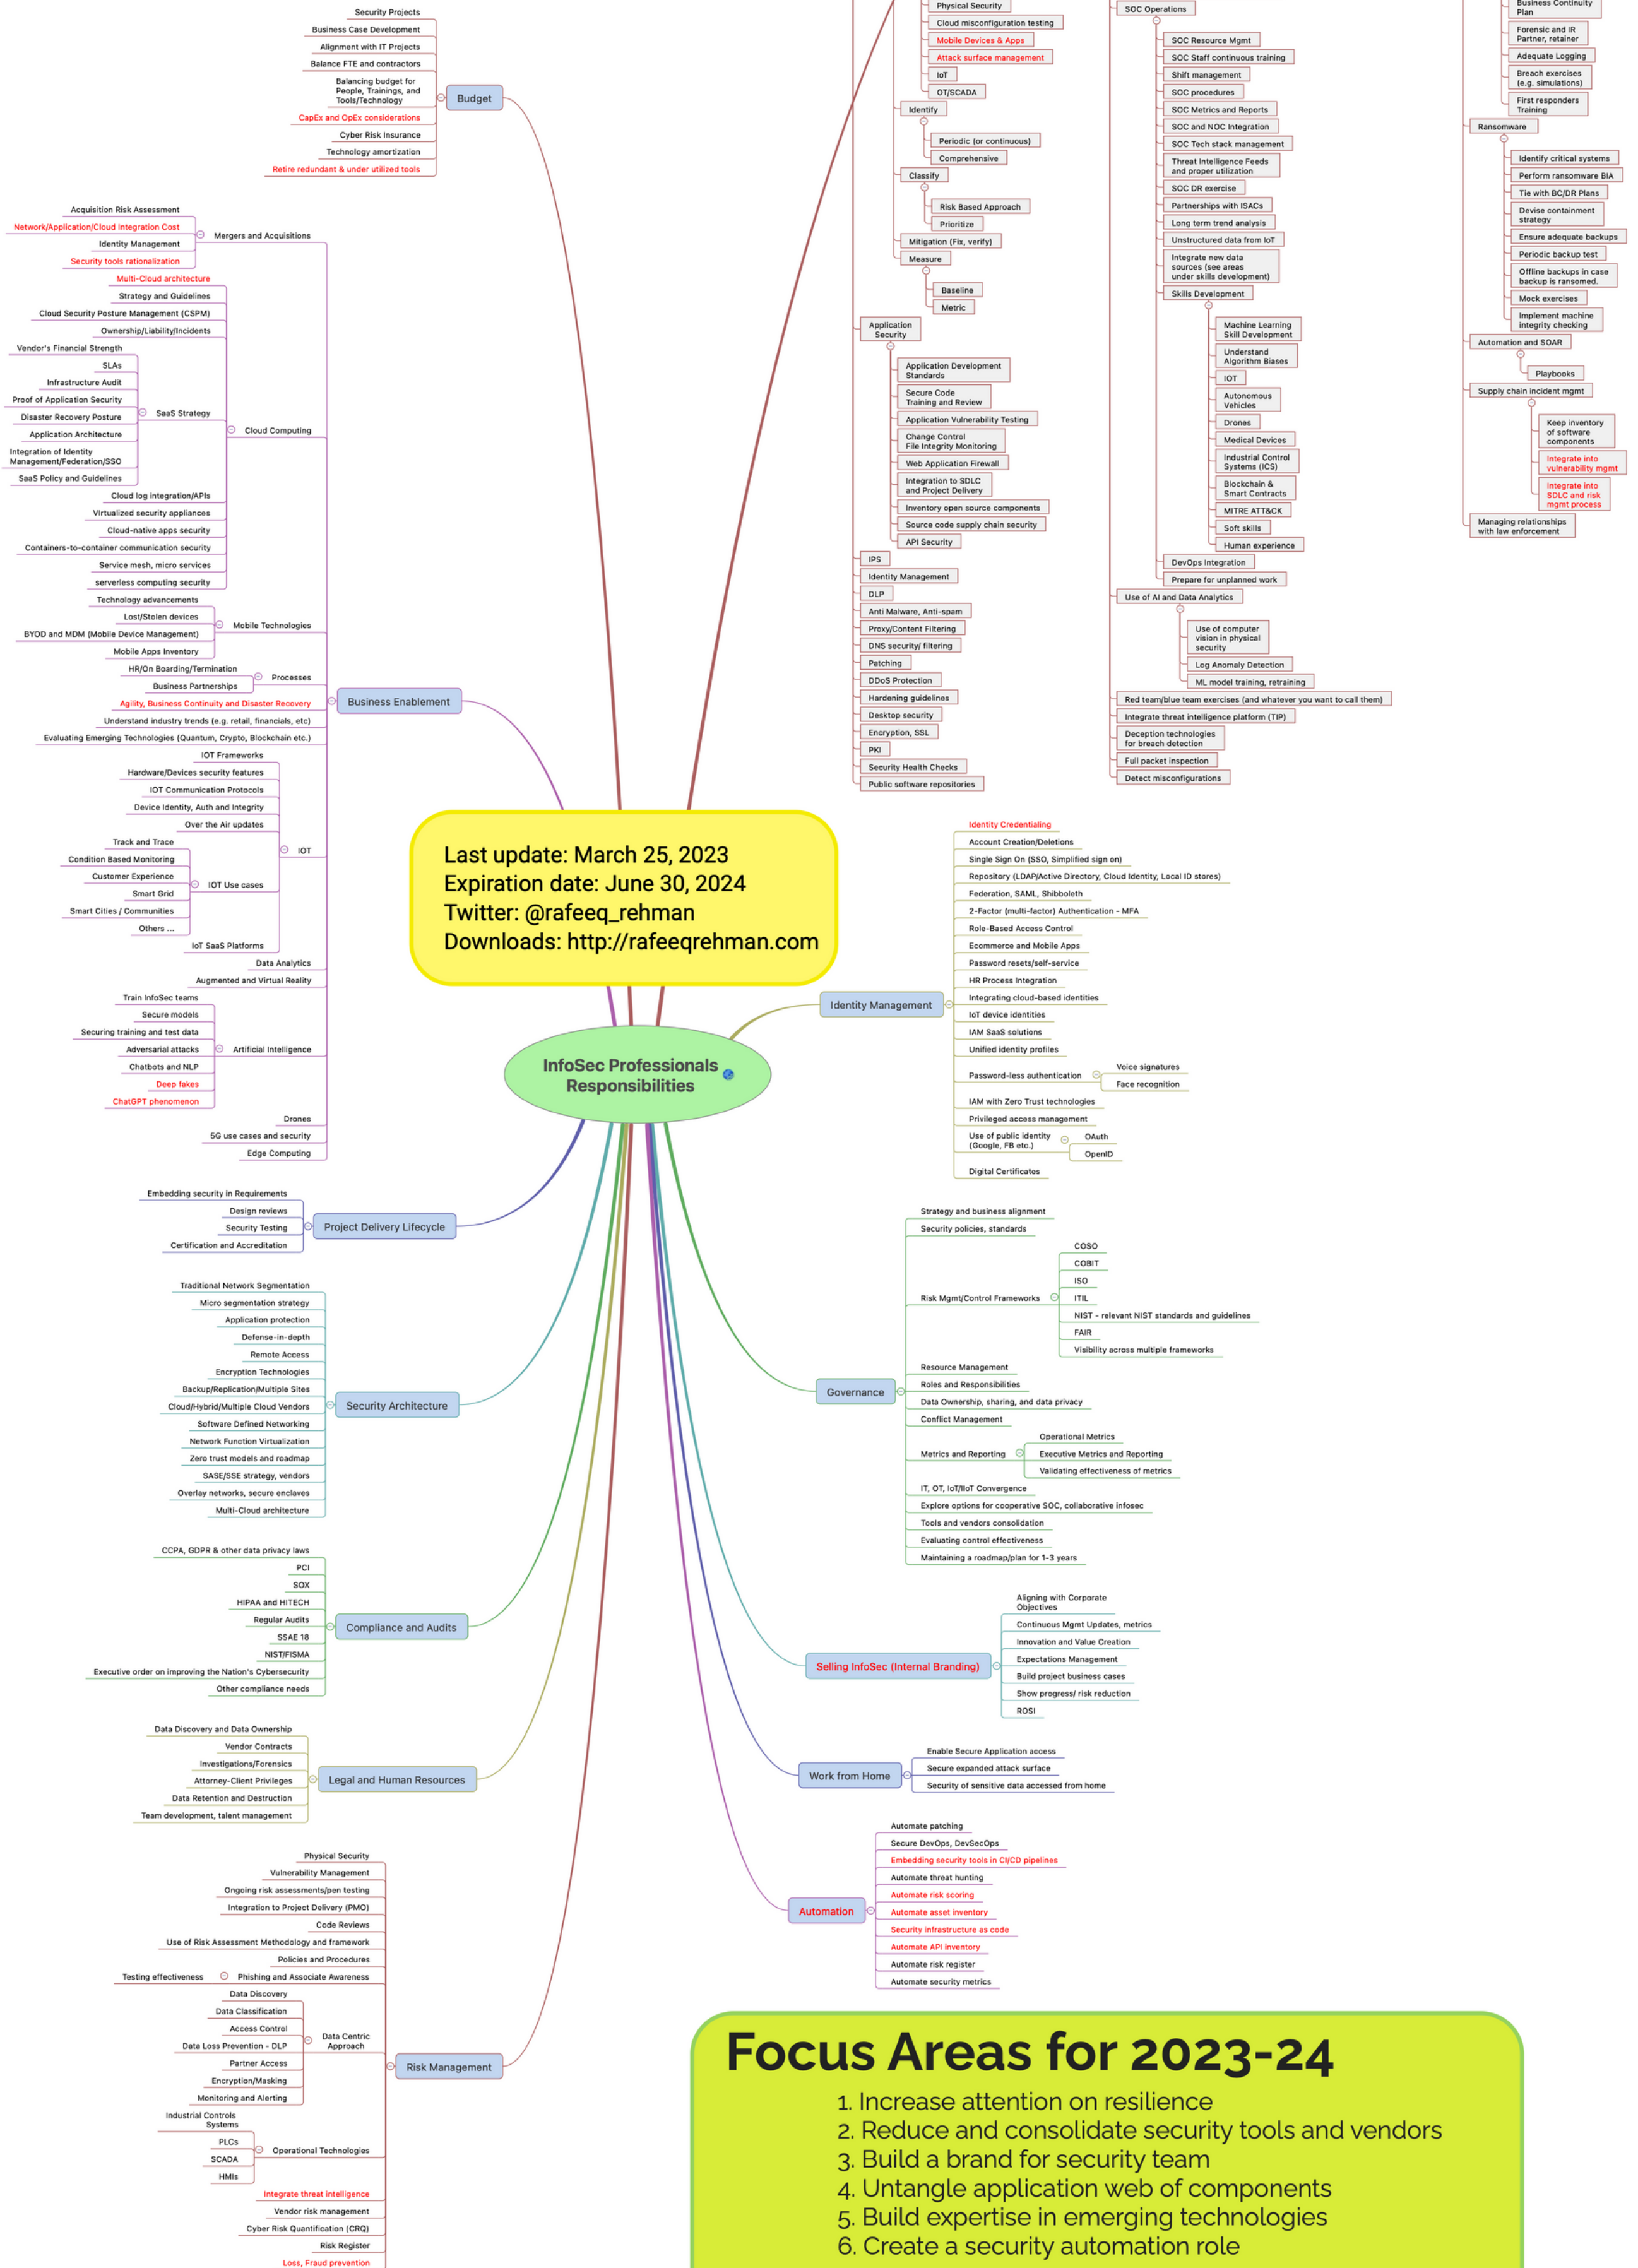 Security Projects
Business Case Development
Alignment with IT Projects
Balance FTE and contractors
Balancing budget for
People, Trainings, and
Tools/Technology
CapEx and OpEx considerations
Cyber Risk Insurance
Technology amortization
Retire redundant & under utilized tools
Budget
Acquisition Risk Assessment
Network/Application/Cloud Integration Cost
Identity Management
Security tools rationalization
Mergers and Acquisitions
Multi-Cloud architecture
Strategy and Guidelines
Cloud Security Posture Management (CSPM)
Ownership/Liability/Incidents
Vendor's Financial Strength
SLAs
Infrastructure Audit
Proof of Application Security
Disaster Recovery Posture
Application Architecture
Integration of Identity
Management/Federation/SSO
SaaS Policy and Guidelines
SaaS Strategy
Cloud log integration/APIs
VIrtualized security appliances
Cloud-native apps security
Containers-to-container communication security
Service mesh, micro services
serverless computing security
Cloud Computing
Technology advancements
Lost/Stolen devices
BYOD and MDM (Mobile Device Management)
Mobile Apps Inventory
Mobile Technologies
HR/On Boarding/Termination
Business Partnerships
Processes
Agility, Business Continuity and Disaster Recovery
Understand industry trends (e.g. retail, financials, etc)
Evaluating Emerging Technologies (Quantum, Crypto, Blockchain etc.)
Business Enablement
IOT Frameworks
Hardware/Devices security features
IOT Communication Protocols
Device Identity, Auth and Integrity
Over the Air updates
Track and Trace
Condition Based Monitoring
Customer Experience
Smart Grid
Smart Cities / Communities
Others ...
IOT Use cases
IoT SaaS Platforms
IOT
Data Analytics
Augmented and Virtual Reality
Train InfoSec teams
Secure models
Securing training and test data
Adversarial attacks
Chatbots and NLP
Deep fakes
ChatGPT phenomenon
Artificial Intelligence
Drones
5G use cases and security
Edge Computing
Embedding security in Requirements
Design reviews
Security Testing
Certification and Accreditation
Project Delivery Lifecycle
Traditional Network Segmentation
Micro segmentation strategy
Application protection
Defense-in-depth
Remote Access
Encryption Technologies
Backup/Replication/Multiple Sites
Cloud/Hybrid/Multiple Cloud Vendors
Software Defined Networking
Network Function Virtualization
Zero trust models and roadmap
SASE/SSE strategy, vendors
Overlay networks, secure enclaves
Multi-Cloud architecture
Security Architecture
CCPA, GDPR & other data privacy laws
PCI
SOX
HIPAA and HITECH
Regular Audits
SSAE 18
NIST/FISMA
Executive order on improving the Nation's Cybersecurity
Other compliance needs
Compliance and Audits
Data Discovery and Data Ownership
Vendor Contracts
Investigations/Forensics
Attorney-Client Privileges
Data Retention and Destruction
Team development, talent management
Legal and Human Resources
Physical Security
Vulnerability Management
Ongoing risk assessments/pen testing
Integration to Project Delivery (PMO)
Code Reviews
Use of Risk Assessment Methodology and framework
Policies and Procedures
Testing effectiveness
Phishing and Associate Awareness
Data Discovery
Data Classification
Access Control
Data Loss Prevention - DLP
Partner Access
Encryption/Masking
Monitoring and Alerting
Data Centric
Approach
Industrial Controls
Systems
PLCs
SCADA
HMIs
Operational Technologies
Integrate threat intelligence
Vendor risk management
Cyber Risk Quantification (CRQ)
Risk Register
Loss, Fraud prevention
Risk Management
Last update: March 25, 2023
Expiration date: June 30, 2024
Twitter: @rafeeq_rehman
Downloads: http://rafeeqrehman.com
InfoSec Professionals
Responsibilities
Physical Security
Cloud misconfiguration testing
Mobile Devices & Apps
Attack surface management
IoT
OT/SCADA
Identify
Periodic (or continuous)
Comprehensive
Classify
Risk Based Approach
Prioritize
Mitigation (Fix, verify)
Measure
Baseline
Metric
Application
Security
Application Development
Standards
Secure Code
Training and Review
Application Vulnerability Testing
Change Control
File Integrity Monitoring
Web Application Firewall
Integration to SDLC
and Project Delivery
Inventory open source components
Source code supply chain security
API Security
IPS
Identity Management
DLP
Anti Malware, Anti-spam
Proxy/Content Filtering
DNS security/ filtering
Patching
DDoS Protection
Hardening guidelines
Desktop security
Encryption, SSL
PKI
Security Health Checks
Public software repositories
SOC Operations
SOC Resource Mgmt
SOC Staff continuous training
Shift management
SOC procedures
SOC Metrics and Reports
SOC and NOC Integration
SOC Tech stack management
Threat Intelligence Feeds
and proper utilization
SOC DR exercise
Partnerships with ISACs
Long term trend analysis
Unstructured data from IoT
Integrate new data
sources (see areas
under skills development)
Skills Development
Machine Learning
Skill Development
Understand
Algorithm Biases
IOT
Autonomous
Vehicles
Drones
Medical Devices
Industrial Control
Systems (ICS)
Blockchain &
Smart Contracts
MITRE ATT&CK
Soft skills
Human experience
DevOps Integration
Prepare for unplanned work
Use of AI and Data Analytics
Use of computer
vision in physical
security
Log Anomaly Detection
ML model training, retraining
Red team/blue team exercises (and whatever you want to call them)
Integrate threat intelligence platform (TIP)
Deception technologies
for breach detection
Full packet inspection
Detect misconfigurations
Business Continuity
Plan
Forensic and IR
Partner, retainer
Adequate Logging
Breach exercises
(e.g. simulations)
First responders
Training
Ransomware
Identify critical systems
Perform ransomware BIA
Tie with BC/DR Plans
Devise containment
strategy
Ensure adequate backups
Periodic backup test
Offline backups in case
backup is ransomed.
Mock exercises
Implement machine
integrity checking
Automation and SOAR
Playbooks
Supply chain incident mgmt
Keep inventory
of software
components
Integrate into
vulnerability mgmt
Integrate into
SDLC and risk
mgmt process
Managing relationships
with law enforcement
Identity Management
Identity Credentialing
Account Creation/Deletions
Single Sign On (SSO, Simplified sign on)
Repository (LDAP/Active Directory, Cloud Identity, Local ID stores)
Federation, SAML, Shibboleth
2-Factor (multi-factor) Authentication - MFA
Role-Based Access Control
Ecommerce and Mobile Apps
Password resets/self-service
HR Process Integration
Integrating cloud-based identities
IoT device identities
IAM SaaS solutions
Unified identity profiles
Password-less authentication
Voice signatures
Face recognition
IAM with Zero Trust technologies
Privileged access management
Use of public identity
(Google, FB etc.)
OAuth
OpenID
Digital Certificates
Governance
Strategy and business alignment
Security policies, standards
Risk Mgmt/Control Frameworks
COSO
COBIT
ISO
ITIL
NIST - relevant NIST standards and guidelines
FAIR
Visibility across multiple frameworks
Resource Management
Roles and Responsibilities
Data Ownership, sharing, and data privacy
Conflict Management
Metrics and Reporting
Operational Metrics
Executive Metrics and Reporting
Validating effectiveness of metrics
IT, OT, IoT/IIoT Convergence
Explore options for cooperative SOC, collaborative infosec
Tools and vendors consolidation
Evaluating control effectiveness
Maintaining a roadmap/plan for 1-3 years
Selling InfoSec (Internal Branding)
Aligning with Corporate
Objectives
Continuous Mgmt Updates, metrics
Innovation and Value Creation
Expectations Management
Build project business cases
Show progress/ risk reduction
ROSI
Work from Home
Enable Secure Application access
Secure expanded attack surface
Security of sensitive data accessed from home
Automation
Automate patching
Secure DevOps, DevSecOps
Embedding security tools in CI/CD pipelines
Automate threat hunting
Automate risk scoring
Automate asset inventory
Security infrastructure as code
Automate API inventory
Automate risk register
Automate security metrics
Focus Areas for 2023-24
1. Increase attention on resilience
2. Reduce and consolidate security tools and vendors
3. Build a brand for security team
4. Untangle application web of components
5. Build expertise in emerging technologies
6. Create a security automation role